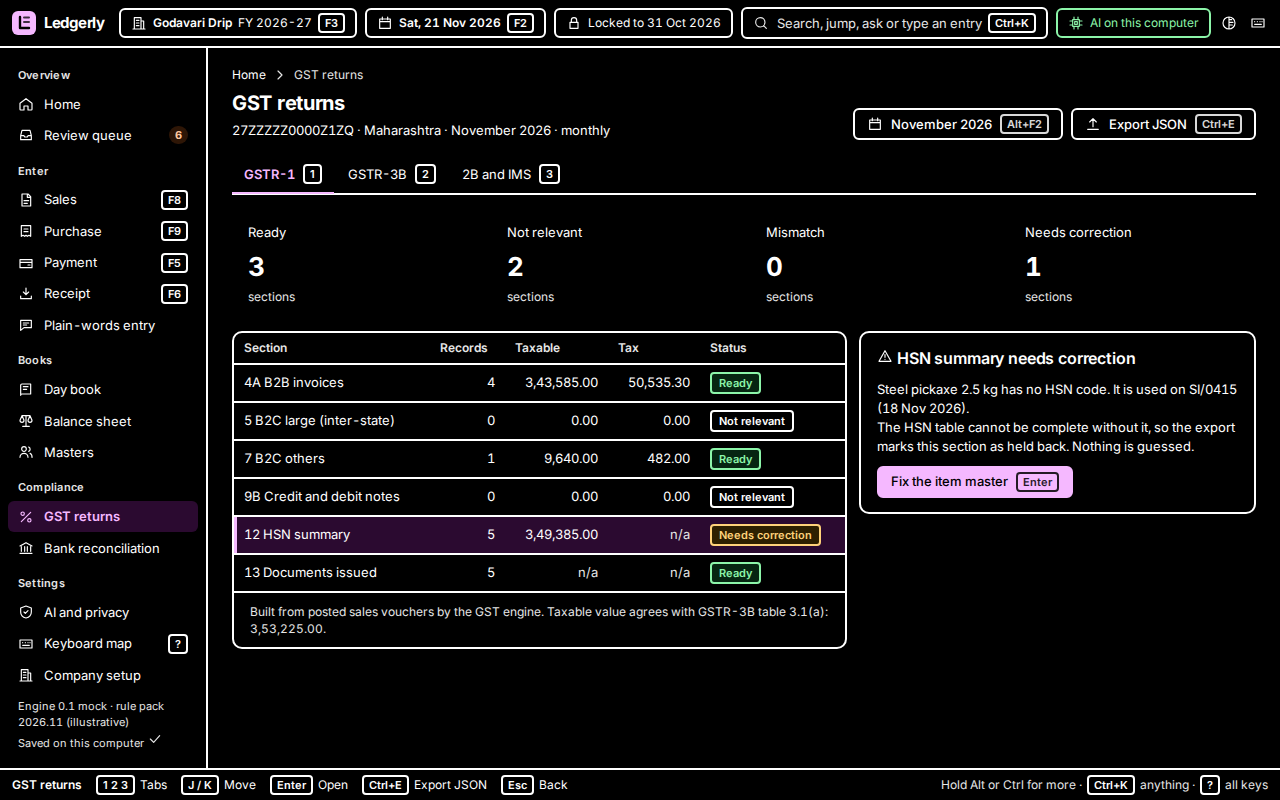 Ledgerly
Godavari Drip FY 2026-27 F3
Sat, 21 Nov 2026 F2
Locked to 31 Oct 2026
Search, jump, ask or type an entry Ctrl+K
AI on this computer
Overview
Home
Review queue 6
Enter
Sales F8
Purchase F9
Payment F5
Receipt F6
Plain-words entry
Books
Day book
Balance sheet
Masters
Compliance
GST returns
Bank reconciliation
Settings
AI and privacy
Keyboard map ?
Company setup
Engine 0.1 mock · rule pack
2026.11 (illustrative)
Saved on this computer
Home > GST returns
GST returns
27ZZZZZ0000Z1ZQ · Maharashtra · November 2026 · monthly
November 2026 Alt+F2
Export JSON Ctrl+E
GSTR-1 1 GSTR-3B 2 2B and IMS 3
Ready Not relevant Mismatch Needs correction
3 2 0 1
sections sections sections sections
Section Records Taxable Tax Status
4A B2B invoices 4 3,43,585.00 50,535.30 Ready
5 B2C large (inter-state) 0 0.00 0.00 Not relevant
7 B2C others 1 9,640.00 482.00 Ready
9B Credit and debit notes 0 0.00 0.00 Not relevant
12 HSN summary 5 3,49,385.00 n/a Needs correction
13 Documents issued 5 n/a n/a Ready
Built from posted sales vouchers by the GST engine. Taxable value agrees with GSTR-3B table 3.1(a):
3,53,225.00.
HSN summary needs correction
Steel pickaxe 2.5 kg has no HSN code. It is used on SI/0415
(18 Nov 2026).
The HSN table cannot be complete without it, so the export
marks this section as held back. Nothing is guessed.
Fix the item master Enter
GST returns 1 2 3 Tabs J / K Move Enter Open Ctrl+E Export JSON Esc Back
Hold Alt or Ctrl for more · Ctrl+K anything · ? all keys